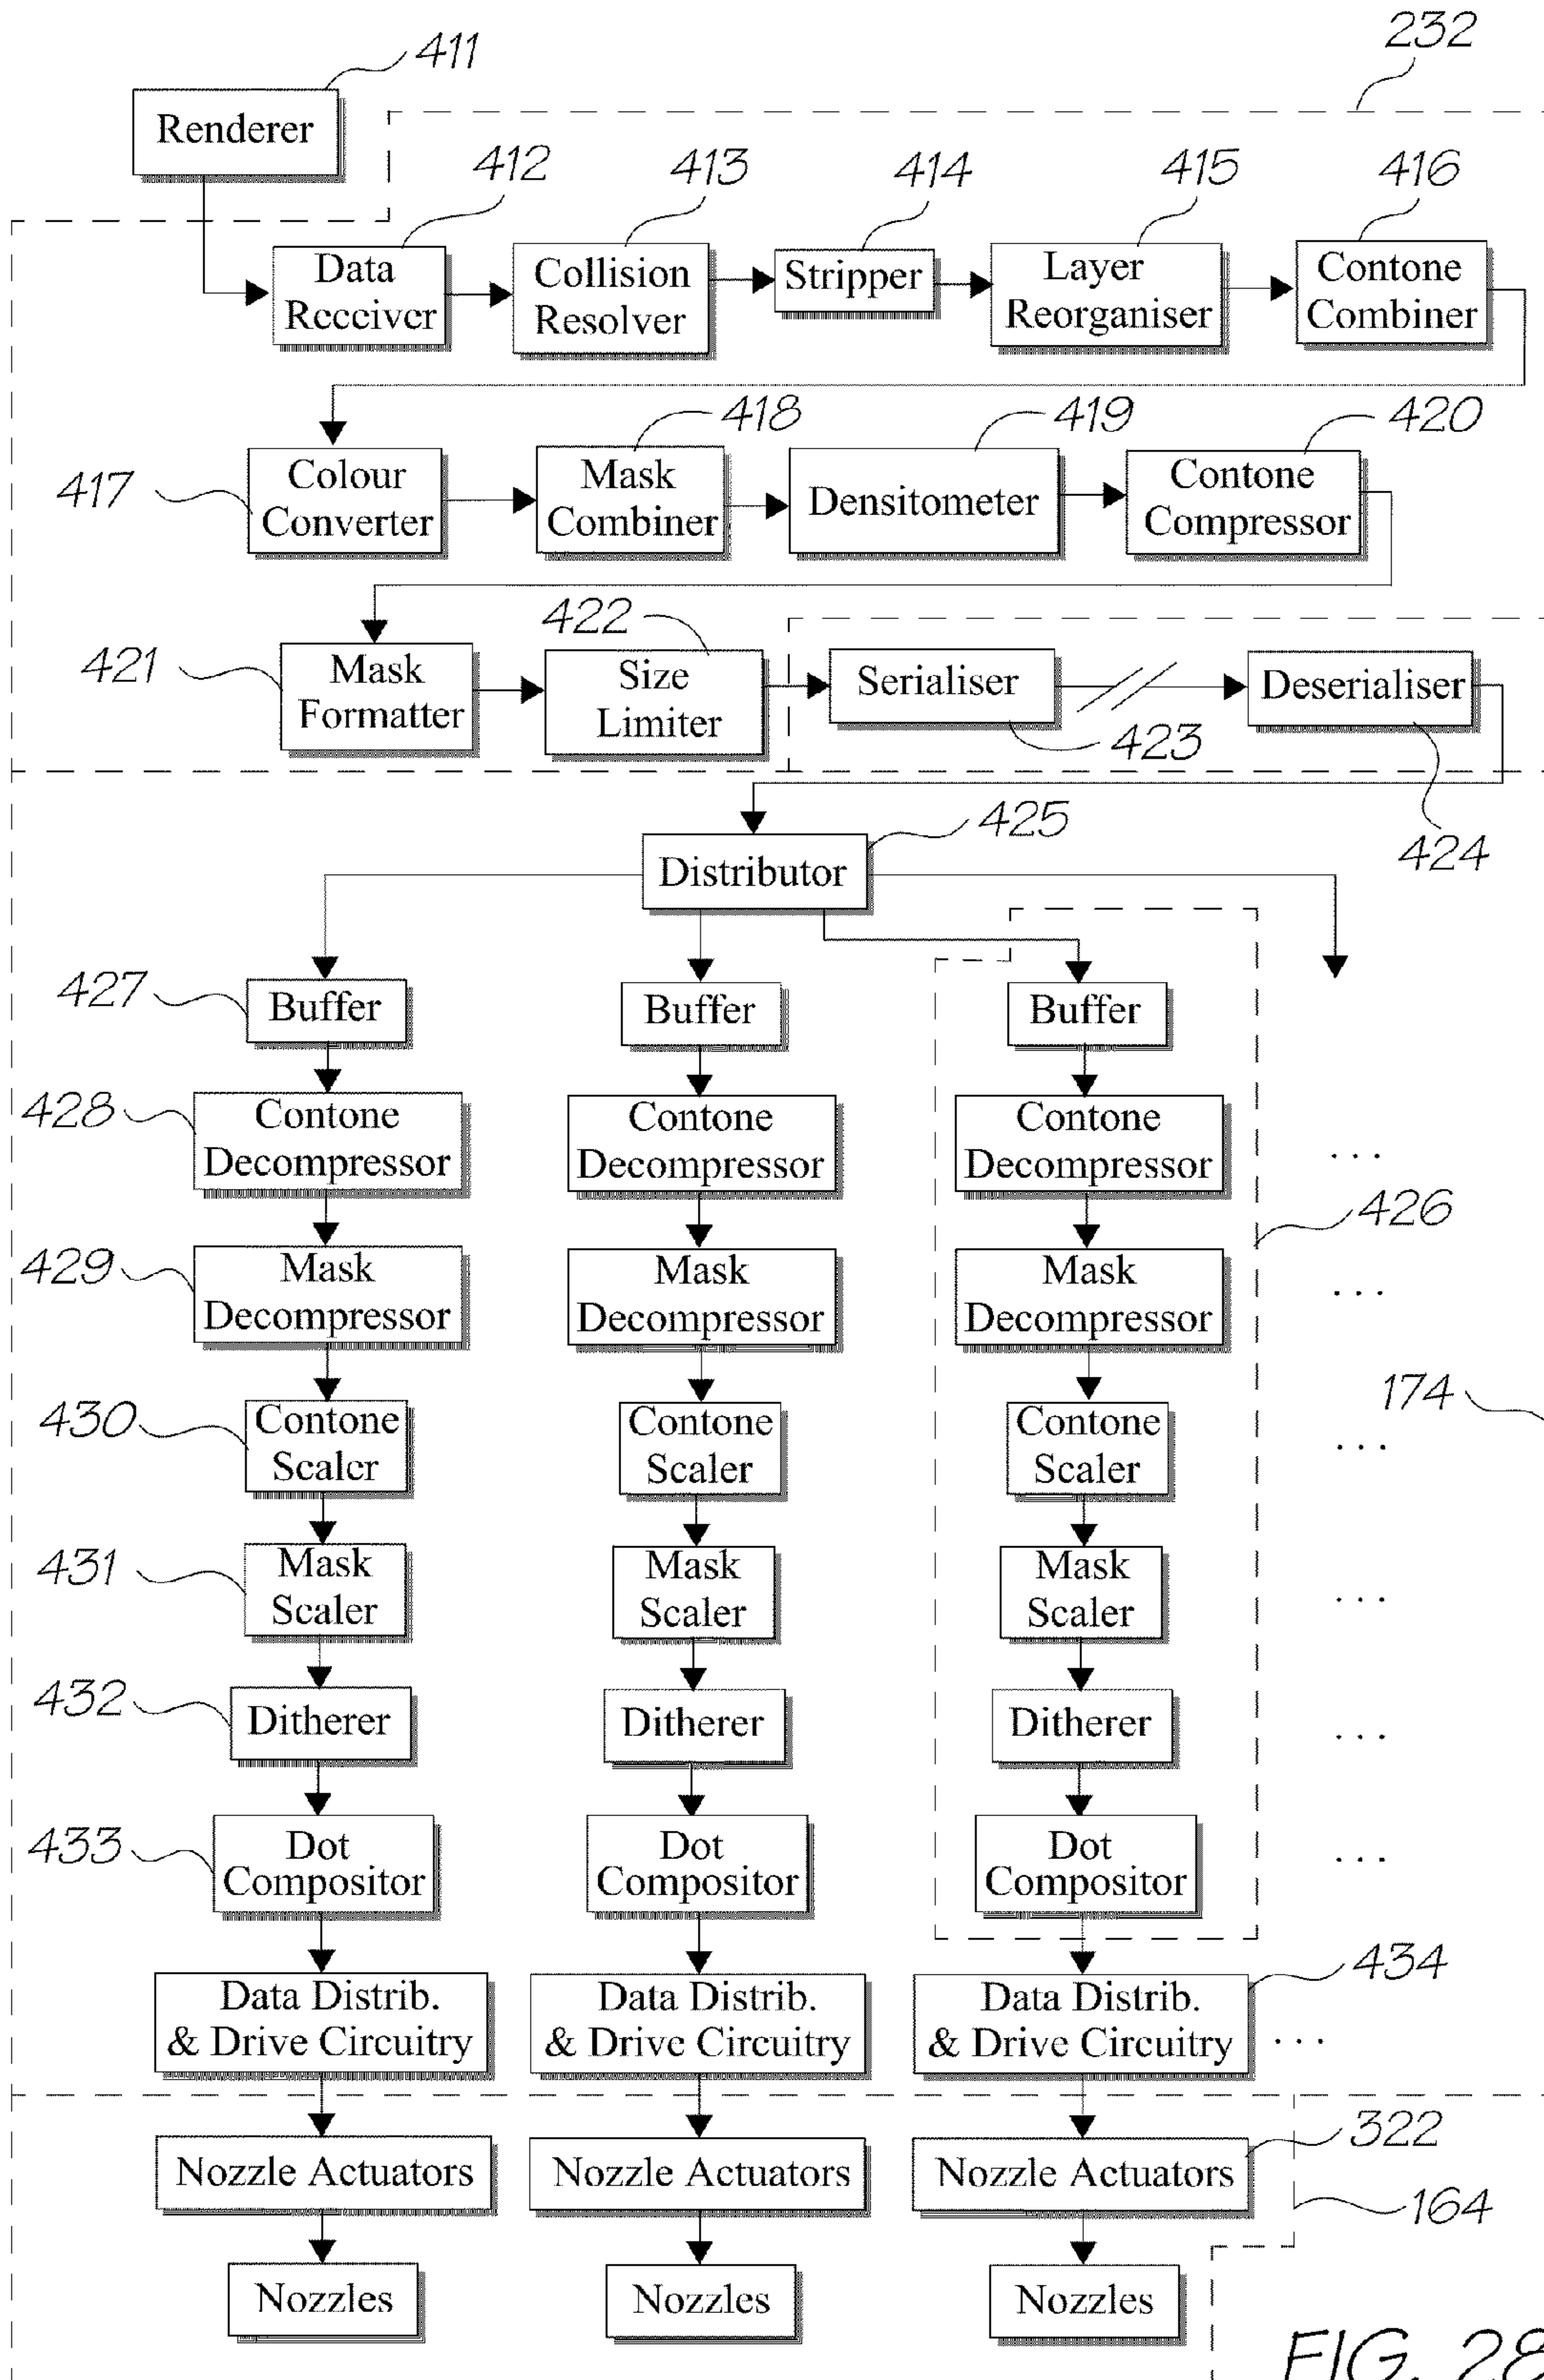 232
411
Renderer
412
413
414
415
416
Data
Receiver
Collision
Resolver
Stripper
Layer
Reorganiser
Contone
Combiner
417
418
419
420
Colour
Converter
Mask
Combiner
Densitometer
Contone
Compressor
421
422
Mask
Formatter
Size
Limiter
Serialiser
Deserialiser
423
424
425
Distributor
427
Buffer
Buffer
Buffer
428
Contone
Decompressor
Contone
Decompressor
Contone
Decompressor
...
426
429
Mask
Decompressor
Mask
Decompressor
Mask
Decompressor
...
174
430
Contone
Scaler
Contone
Scaler
Contone
Scaler
...
431
Mask
Scaler
Mask
Scaler
Mask
Scaler
...
432
Ditherer
Ditherer
Ditherer
...
433
Dot
Compositor
Dot
Compositor
Dot
Compositor
...
434
Data Distrib.
& Drive Circuitry
Data Distrib.
& Drive Circuitry
Data Distrib.
& Drive Circuitry
...
322
Nozzle Actuators
Nozzle Actuators
Nozzle Actuators
164
Nozzles
Nozzles
Nozzles
FIG. 28